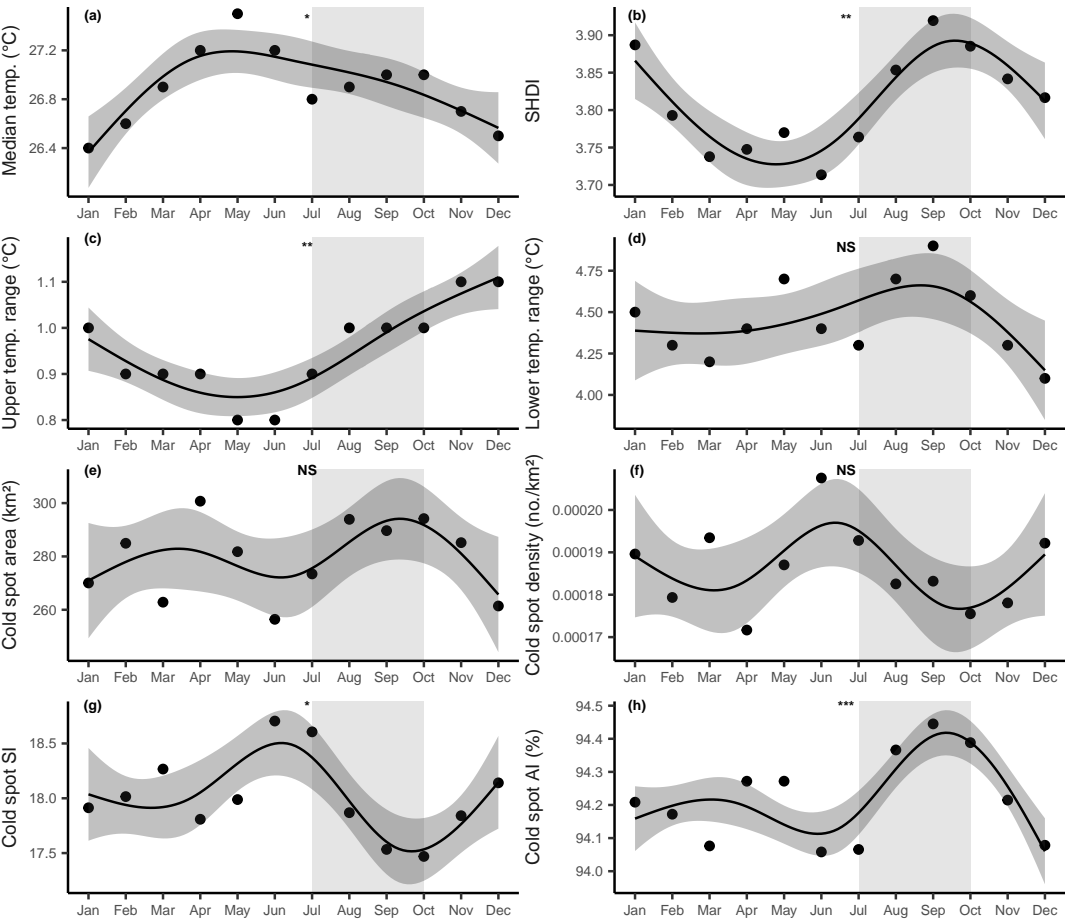 (a)
*
Median temp. (°C)
27.2
26.8
26.4
Jan Feb Mar Apr May Jun Jul Aug Sep Oct Nov Dec
(b)
**
SHDI
3.90
3.85
3.80
3.75
3.70
Jan Feb Mar Apr May Jun Jul Aug Sep Oct Nov Dec
(c)
**
Upper temp. range (°C)
1.1
1.0
0.9
0.8
Jan Feb Mar Apr May Jun Jul Aug Sep Oct Nov Dec
(d)
NS
Lower temp. range (°C)
4.75
4.50
4.25
4.00
Jan Feb Mar Apr May Jun Jul Aug Sep Oct Nov Dec
(e)
NS
Cold spot area (km²)
300
280
260
Jan Feb Mar Apr May Jun Jul Aug Sep Oct Nov Dec
(f)
NS
Cold spot density (no./km²)
0.00020
0.00019
0.00018
0.00017
Jan Feb Mar Apr May Jun Jul Aug Sep Oct Nov Dec
(g)
*
Cold spot SI
18.5
18.0
17.5
Jan Feb Mar Apr May Jun Jul Aug Sep Oct Nov Dec
(h)
***
Cold spot AI (%)
94.5
94.4
94.3
94.2
94.1
94.0
Jan Feb Mar Apr May Jun Jul Aug Sep Oct Nov Dec